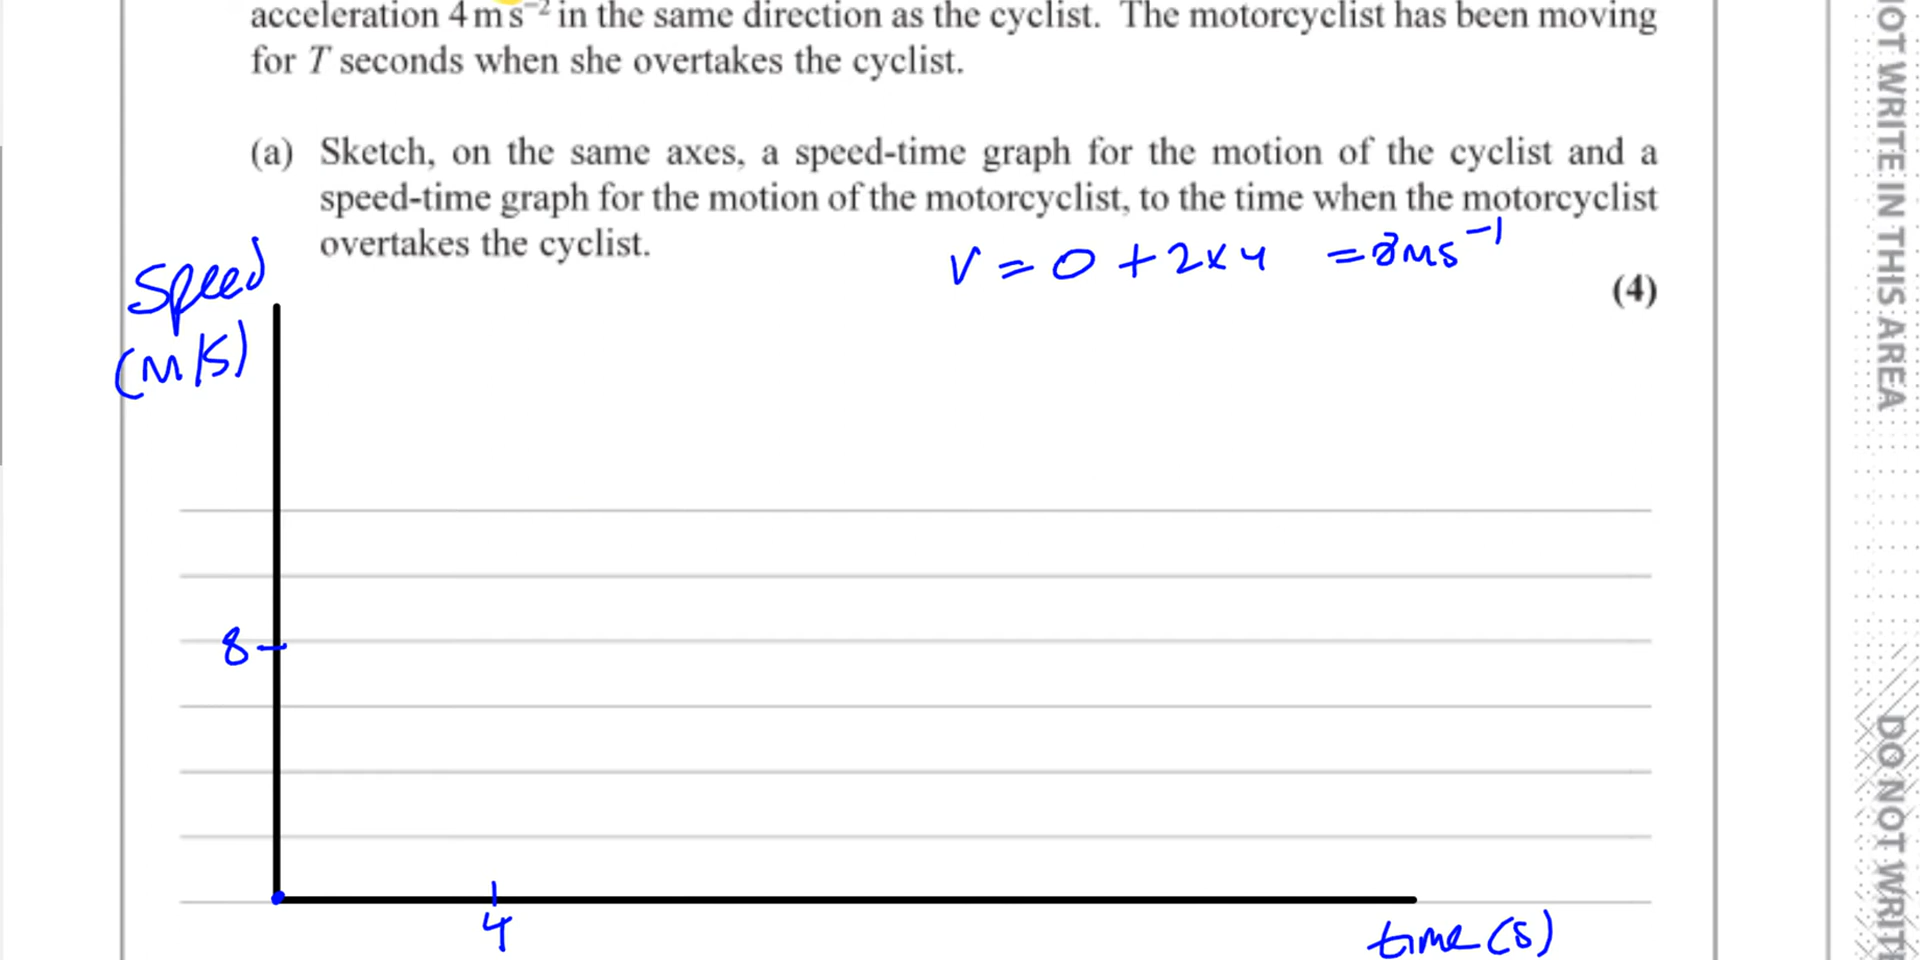 acceleration 4 m s⁻² in the same direction as the cyclist. The motorcyclist has been moving
for T seconds when she overtakes the cyclist.
(a) Sketch, on the same axes, a speed-time graph for the motion of the cyclist and a
speed-time graph for the motion of the motorcyclist, to the time when the motorcyclist
overtakes the cyclist.
V = 0 + 2 x 4 = 8ms⁻¹
(4)
Speed
(m/s)
8
4
time (s)
OT WRITE IN THIS AREA
DO NOT WRIT